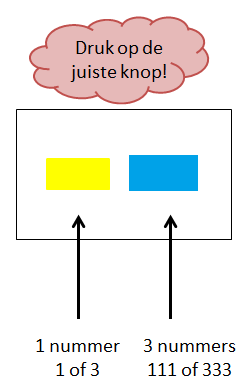 Druk op de
juiste knop!
1 nummer
1 of 3
3 nummers
111 of 333